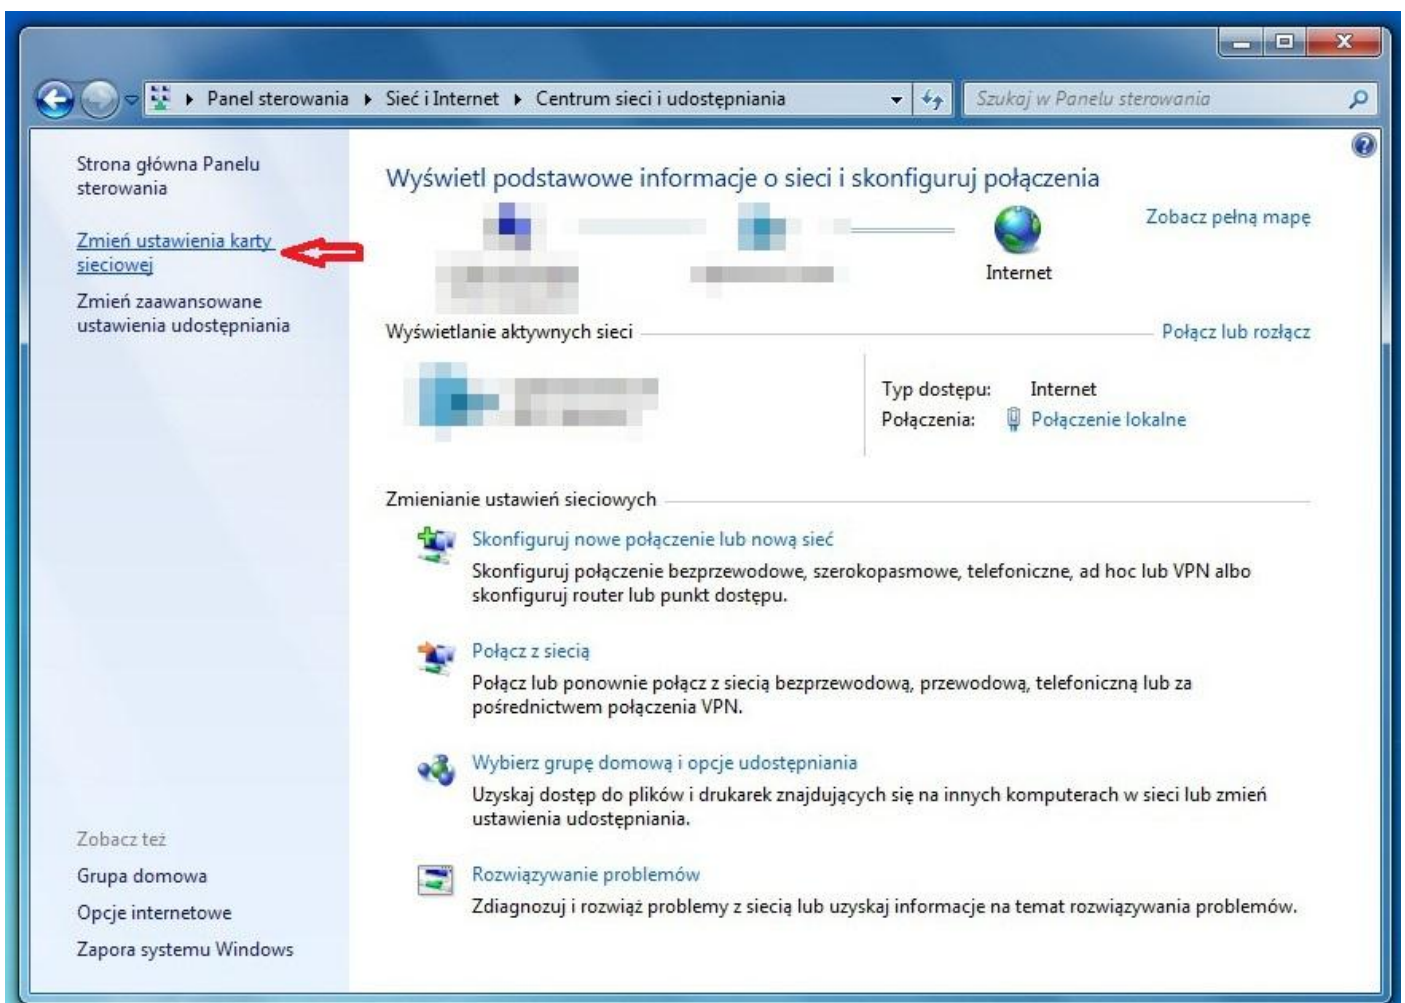 Panel sterowania Sieć i Internet Centrum sieci i udostępniania Szukaj w Panelu sterowania
Strona główna Panelu
sterowania
Zmień ustawienia karty
sieciowej
Zmień zaawansowane
ustawienia udostępniania
Wyświetl podstawowe informacje o sieci i skonfiguruj połączenia
Zobacz pełną mapę
Internet
Wyświetlanie aktywnych sieci
Połącz lub rozłącz
Typ dostępu: Internet
Połączenia: Połączenie lokalne
Zmienianie ustawień sieciowych
Skonfiguruj nowe połączenie lub nową sieć
Skonfiguruj połączenie bezprzewodowe, szerokopasmowe, telefoniczne, ad hoc lub VPN albo
skonfiguruj router lub punkt dostępu.
Połącz z siecią
Połącz lub ponownie połącz z siecią bezprzewodową, przewodową, telefoniczną lub za
pośrednictwem połączenia VPN.
Wybierz grupę domową i opcje udostępniania
Uzyskaj dostęp do plików i drukarek znajdujących się na innych komputerach w sieci lub zmień
ustawienia udostępniania.
Rozwiązywanie problemów
Zdiagnozuj i rozwiąż problemy z siecią lub uzyskaj informacje na temat rozwiązywania problemów.
Zobacz też
Grupa domowa
Opcje internetowe
Zapora systemu Windows